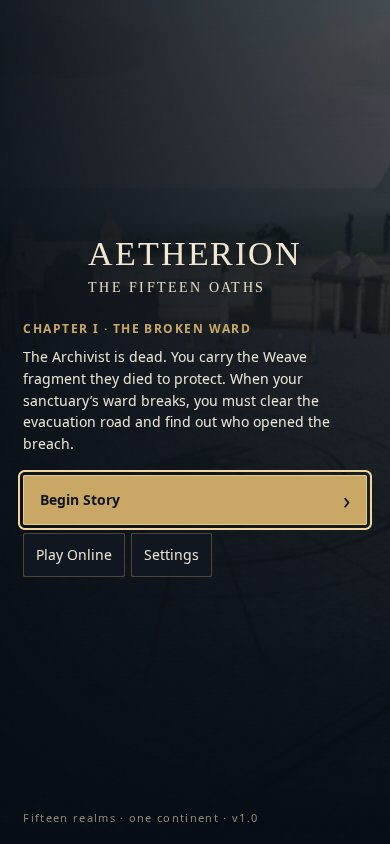 AETHERION
THE FIFTEEN OATHS
CHAPTER I · THE BROKEN WARD
The Archivist is dead. You carry the Weave
fragment they died to protect. When your
sanctuary’s ward breaks, you must clear the
evacuation road and find out who opened the
breach.
Begin Story ›
Play Online Settings
Fifteen realms · one continent · v1.0